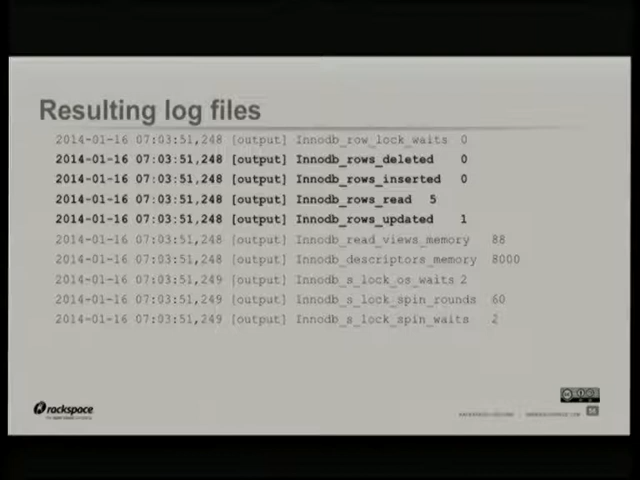 Resulting log files
2014-01-16 07:03:51,248 [output] Innodb_row_lock_waits 0
2014-01-16 07:03:51,248 [output] Innodb_rows_deleted 0
2014-01-16 07:03:51,248 [output] Innodb_rows_inserted 0
2014-01-16 07:03:51,248 [output] Innodb_rows_read 5
2014-01-16 07:03:51,248 [output] Innodb_rows_updated 1
2014-01-16 07:03:51,248 [output] Innodb_read_views_memory 88
2014-01-16 07:03:51,248 [output] Innodb_descriptors_memory 8000
2014-01-16 07:03:51,249 [output] Innodb_s_lock_os_waits 2
2014-01-16 07:03:51,249 [output] Innodb_s_lock_spin_rounds 60
2014-01-16 07:03:51,249 [output] Innodb_s_lock_spin_waits 2
rackspace